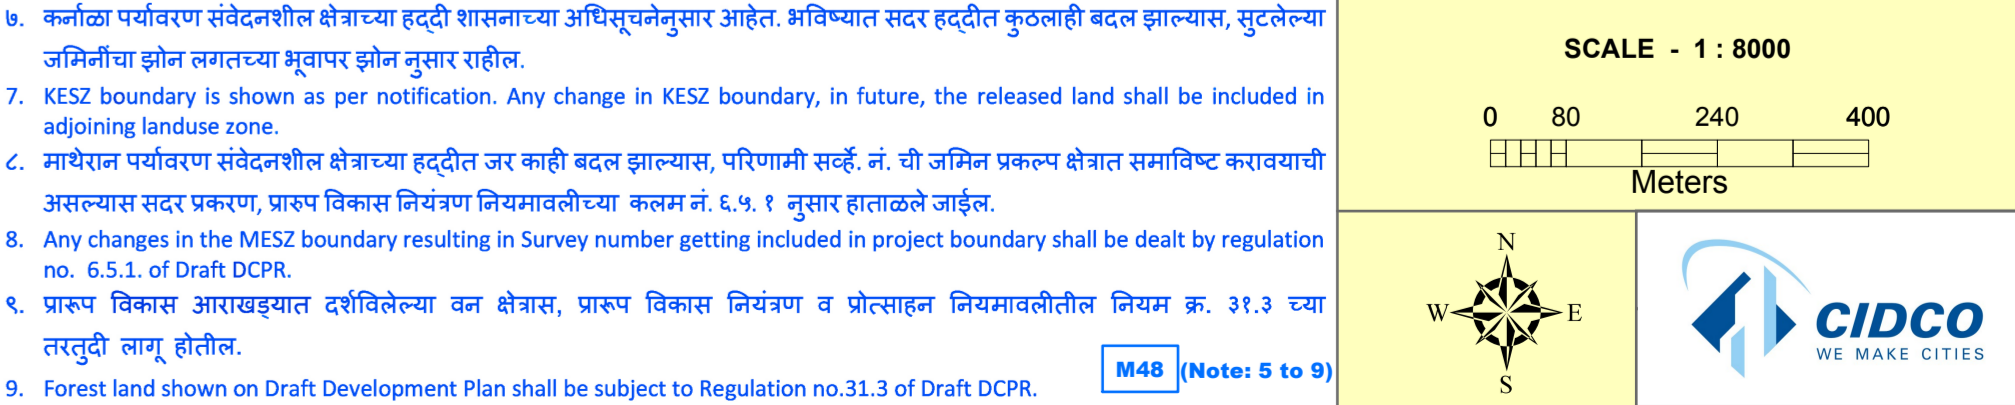 ७. कर्नाळा पर्यावरण संवेदनशील क्षेत्राच्या हद्दी शासनाच्या अधिसूचनेनुसार आहेत. भविष्यात सदर हद्दीत कुठलाही बदल झाल्यास, सुटलेल्या
जमिनींचा झोन लगतच्या भूवापर झोन नुसार राहील.
7. KESZ boundary is shown as per notification. Any change in KESZ boundary, in future, the released land shall be included in
adjoining landuse zone.
८. माथेरान पर्यावरण संवेदनशील क्षेत्राच्या हद्दीत जर काही बदल झाल्यास, परिणामी सर्व्हे. नं. ची जमिन प्रकल्प क्षेत्रात समाविष्ट करावयाची
असल्यास सदर प्रकरण, प्रारुप विकास नियंत्रण नियमावलीच्या कलम नं. ६.५. १ नुसार हाताळले जाईल.
8. Any changes in the MESZ boundary resulting in Survey number getting included in project boundary shall be dealt by regulation
no. 6.5.1. of Draft DCPR.
९. प्रारूप विकास आराखड्यात दर्शविलेल्या वन क्षेत्रास, प्रारूप विकास नियंत्रण व प्रोत्साहन नियमावलीतील नियम क्र. ३१.३ च्या
तरतुदी लागू होतील.
9. Forest land shown on Draft Development Plan shall be subject to Regulation no.31.3 of Draft DCPR.
M48 (Note: 5 to 9)
SCALE - 1 : 8000
0 80 240 400
Meters
N
W E
S
CIDCO
WE MAKE CITIES